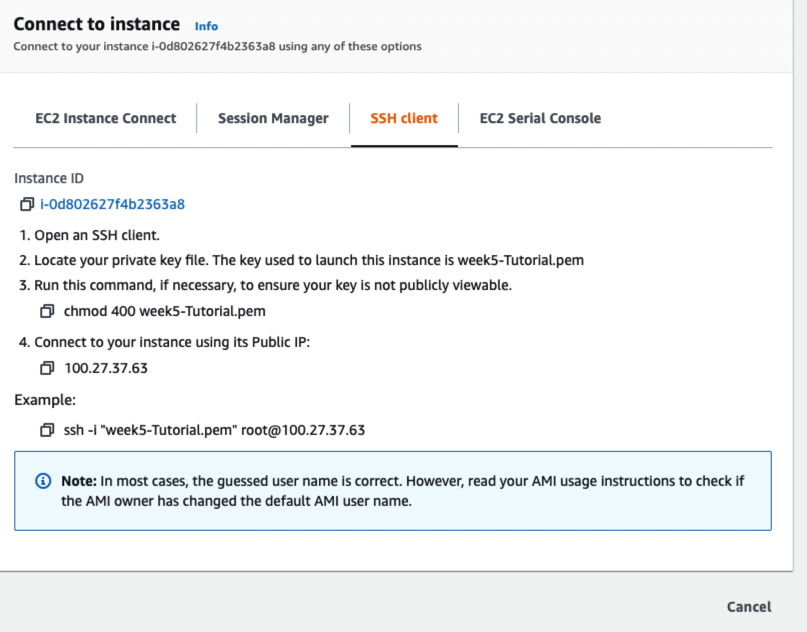 Connect to instance Info
Connect to your instance i-0d802627f4b2363a8 using any of these options
EC2 Instance Connect
Session Manager
SSH client
EC2 Serial Console
Instance ID
i-0d802627f4b2363a8
1. Open an SSH client.
2. Locate your private key file. The key used to launch this instance is week5-Tutorial.pem
3. Run this command, if necessary, to ensure your key is not publicly viewable.
chmod 400 week5-Tutorial.pem
4. Connect to your instance using its Public IP:
100.27.37.63
Example:
ssh -i "week5-Tutorial.pem" root@100.27.37.63
Note: In most cases, the guessed user name is correct. However, read your AMI usage instructions to check if
the AMI owner has changed the default AMI user name.
Cancel